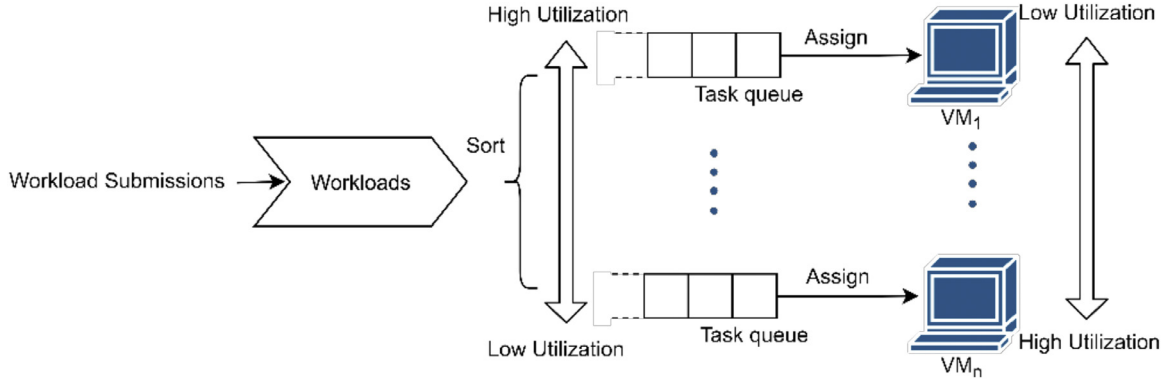 High Utilization
Low Utilization
Assign
Task queue
VM₁
Sort
Workload Submissions
Workloads
Assign
Task queue
Low Utilization
High Utilization
VMₙ